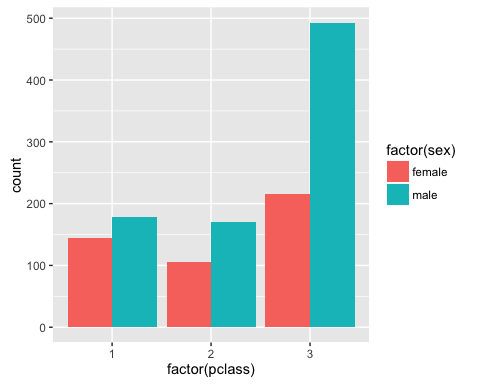 500
400
300
200
100
0
count
1 2 3
factor(pclass)
factor(sex)
female
male